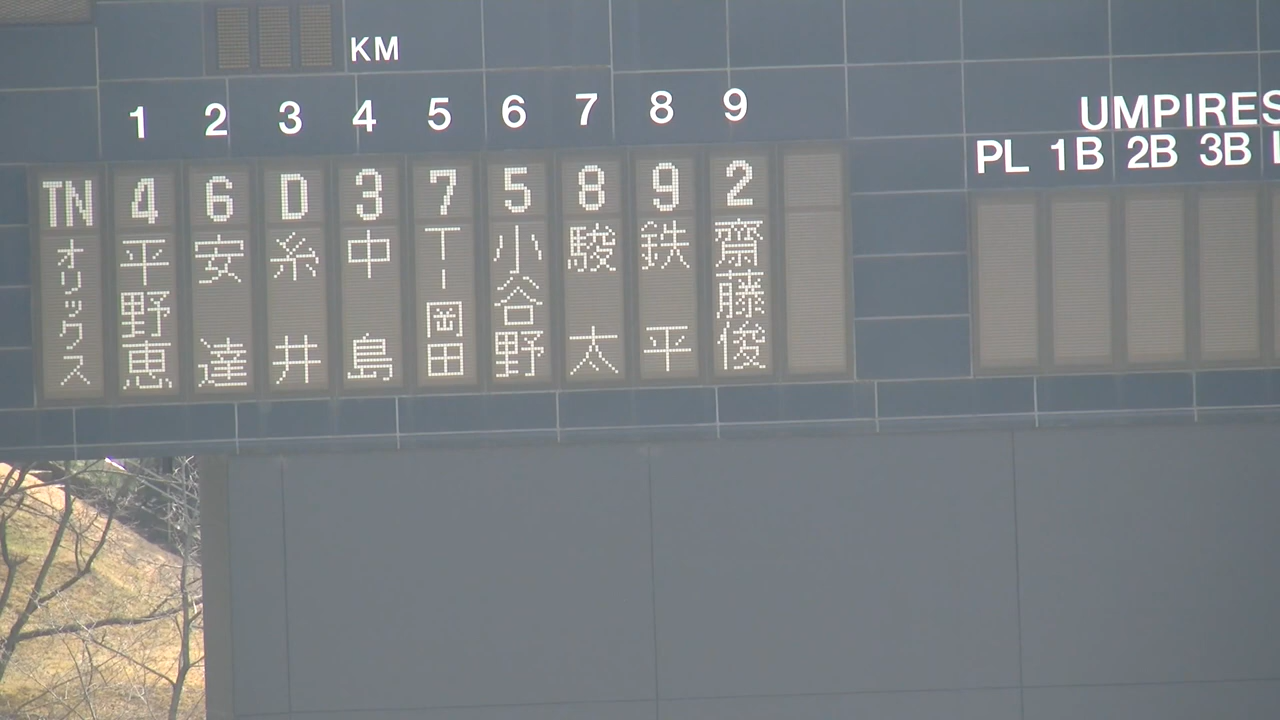 KM
1 2 3 4 5 6 7 8 9
UMPIRES
PL 1B 2B 3B
TN 4 6 D 3 7 5 8 9 2
オリックス
平野恵
安達
糸井
中島
T-岡田
小谷野
駿太
鉄平
齋藤俊